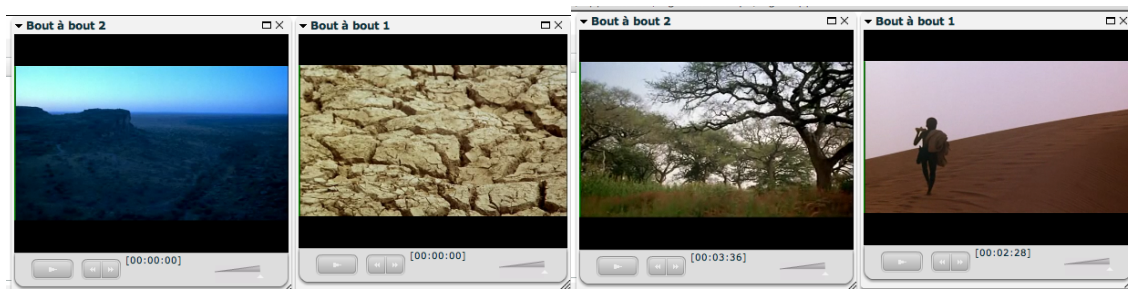 Bout à bout 2
[00:00:00]
Bout à bout 1
[00:00:00]
Bout à bout 2
[00:03:36]
Bout à bout 1
[00:02:28]